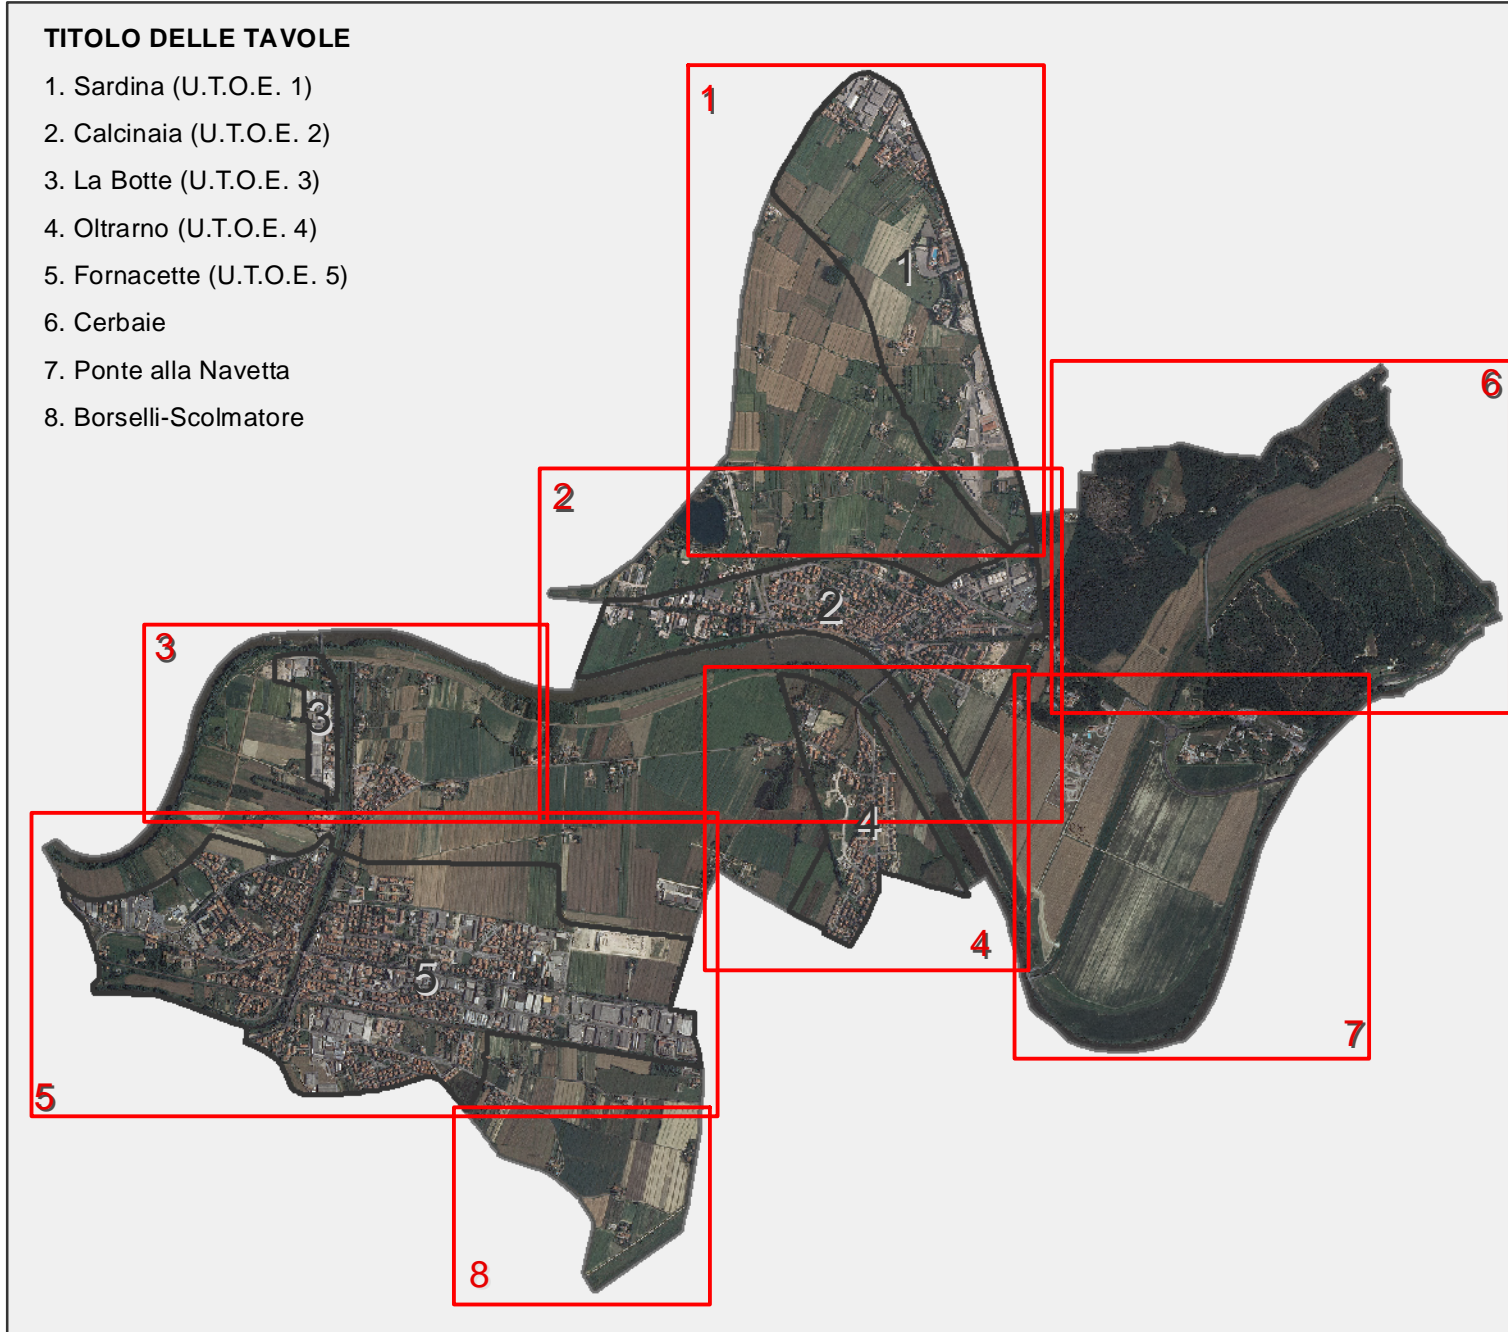 TITOLO DELLE TAVOLE
1. Sardina (U.T.O.E. 1)
2. Calcinaia (U.T.O.E. 2)
3. La Botte (U.T.O.E. 3)
4. Oltrarno (U.T.O.E. 4)
5. Fornacette (U.T.O.E. 5)
6. Cerbaie
7. Ponte alla Navetta
8. Borselli-Scolmatore
1
1
6
2
2
3
3
4
4
5
7
5
8